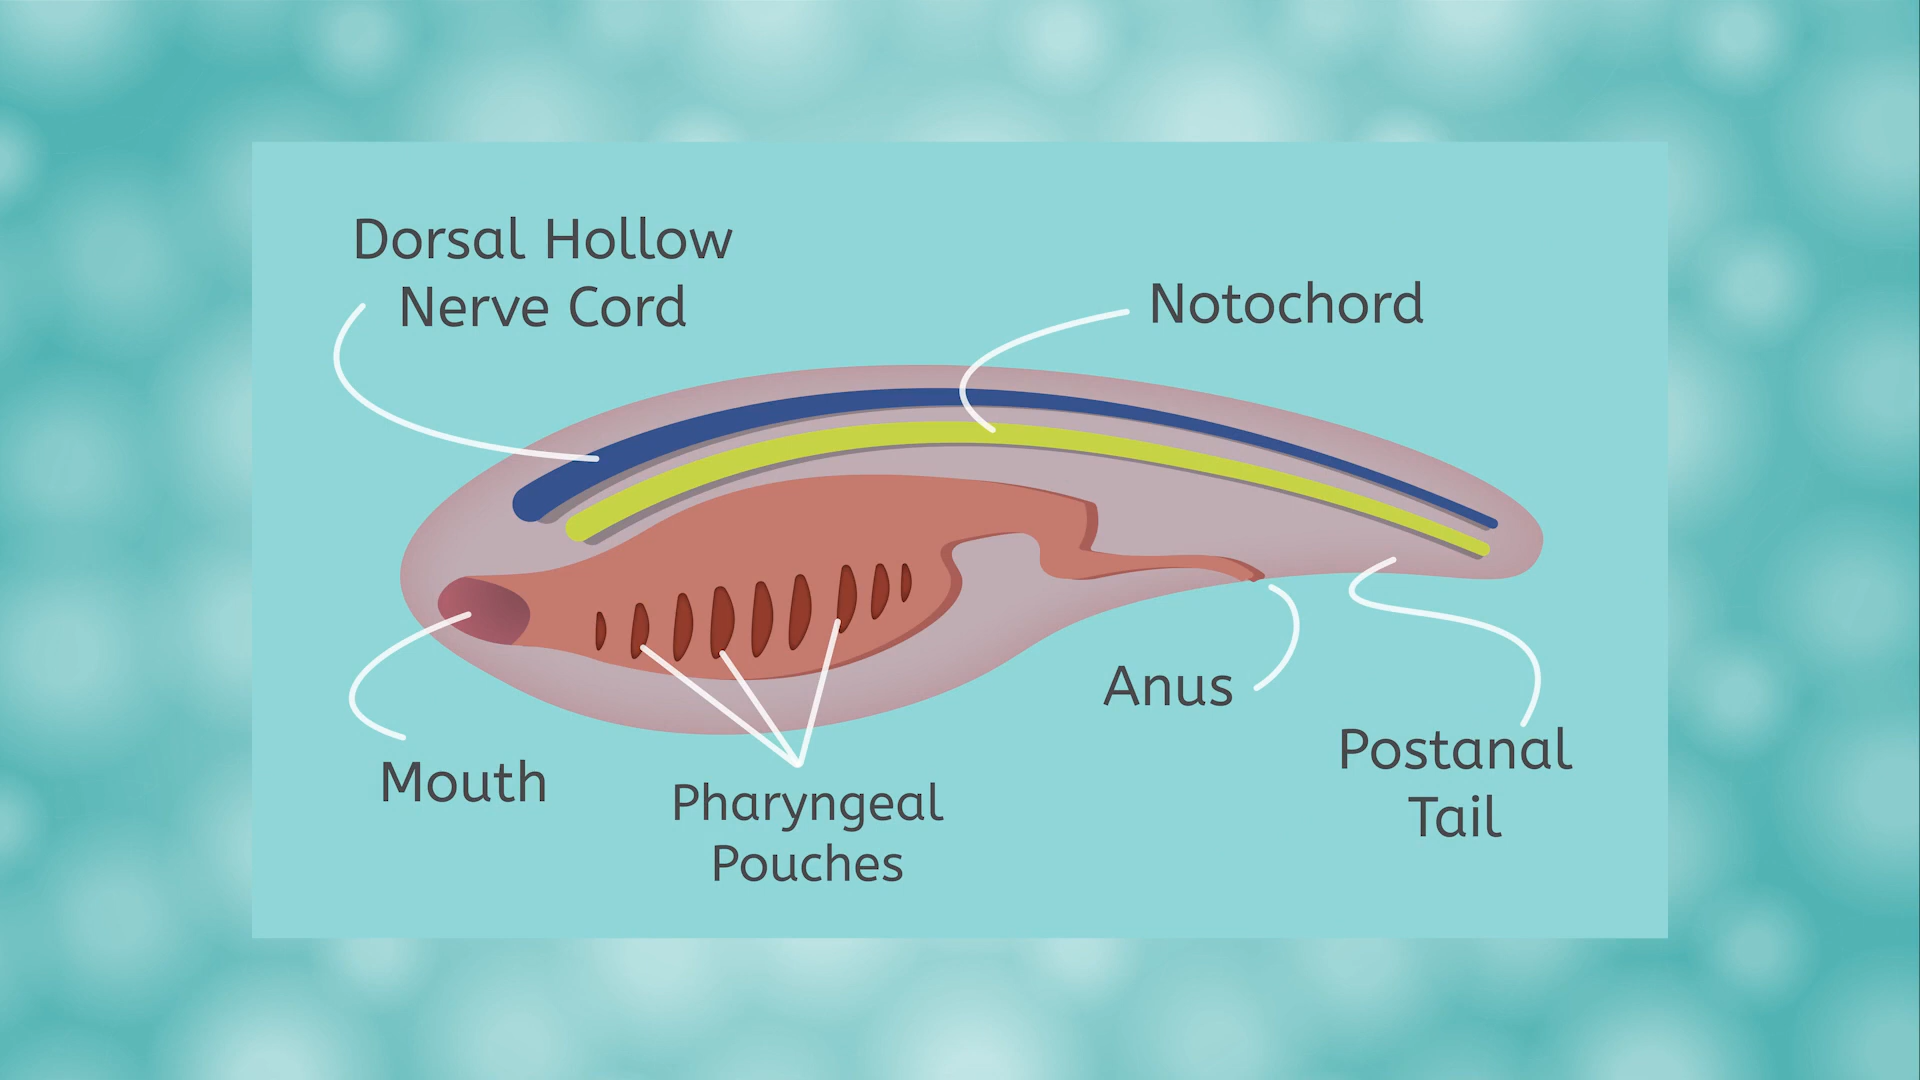 Dorsal Hollow
Nerve Cord
Notochord
Anus
Postanal
Tail
Mouth
Pharyngeal
Pouches